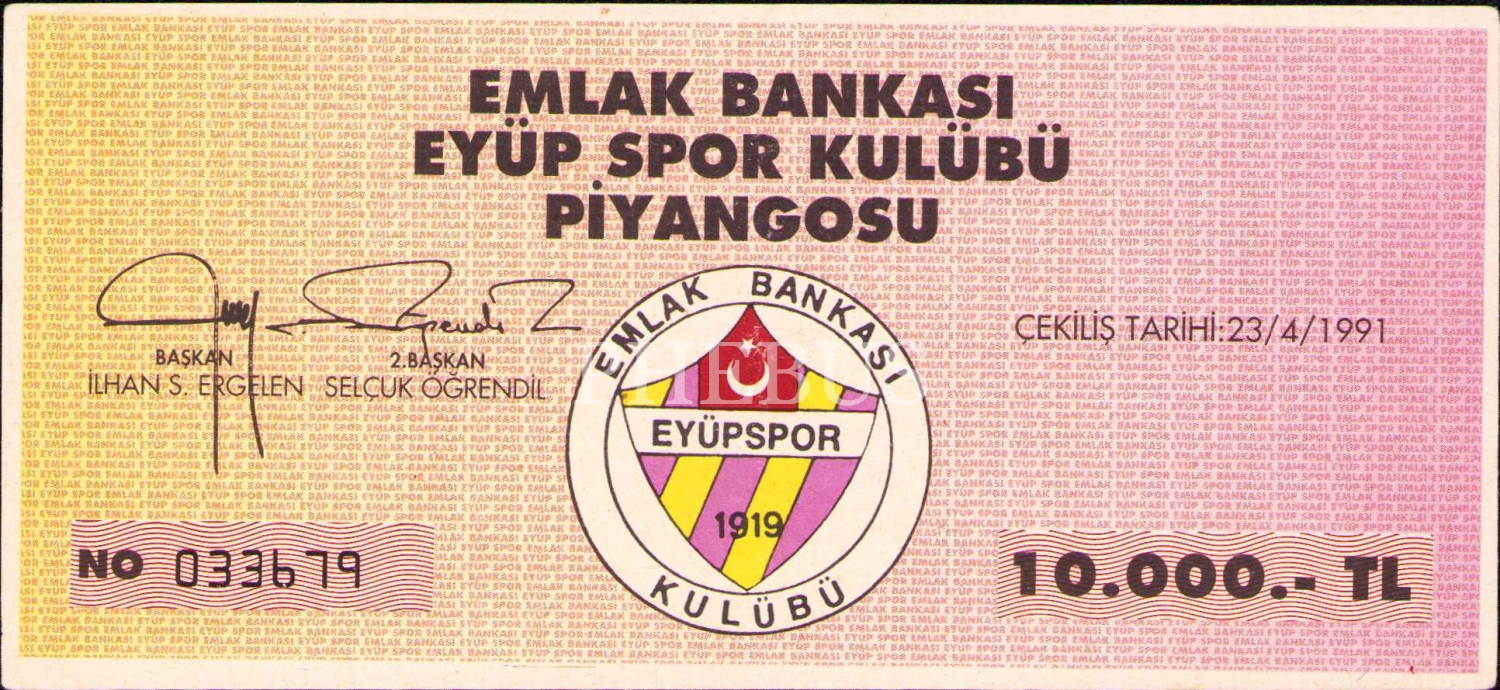 EMLAK BANKASI
EYÜP SPOR KULÜBÜ
PİYANGOSU
BAŞKAN
İLHAN S. ERGELEN
2.BAŞKAN
SELÇUK ÖĞRENDİL
EMLAK BANKASI
EYÜPSPOR
1919
KULÜBÜ
ÇEKİLİŞ TARİHİ:23/4/1991
NO 033679
10.000.- TL